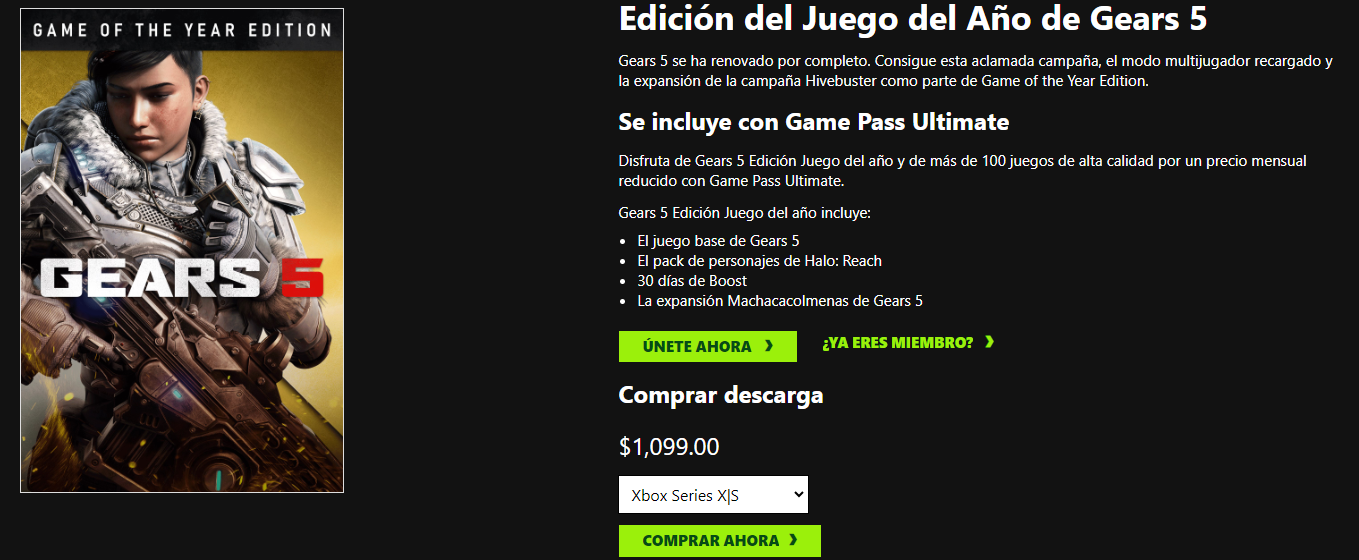 GAME OF THE YEAR EDITION
GEARS 5
Edición del Juego del Año de Gears 5
Gears 5 se ha renovado por completo. Consigue esta aclamada campaña, el modo multijugador recargado y
la expansión de la campaña Hivebuster como parte de Game of the Year Edition.
Se incluye con Game Pass Ultimate
Disfruta de Gears 5 Edición Juego del año y de más de 100 juegos de alta calidad por un precio mensual
reducido con Game Pass Ultimate.
Gears 5 Edición Juego del año incluye:
• El juego base de Gears 5
• El pack de personajes de Halo: Reach
• 30 días de Boost
• La expansión Machacacolmenas de Gears 5
ÚNETE AHORA ❯ ¿YA ERES MIEMBRO? ❯
Comprar descarga
$1,099.00
Xbox Series X|S
COMPRAR AHORA ❯